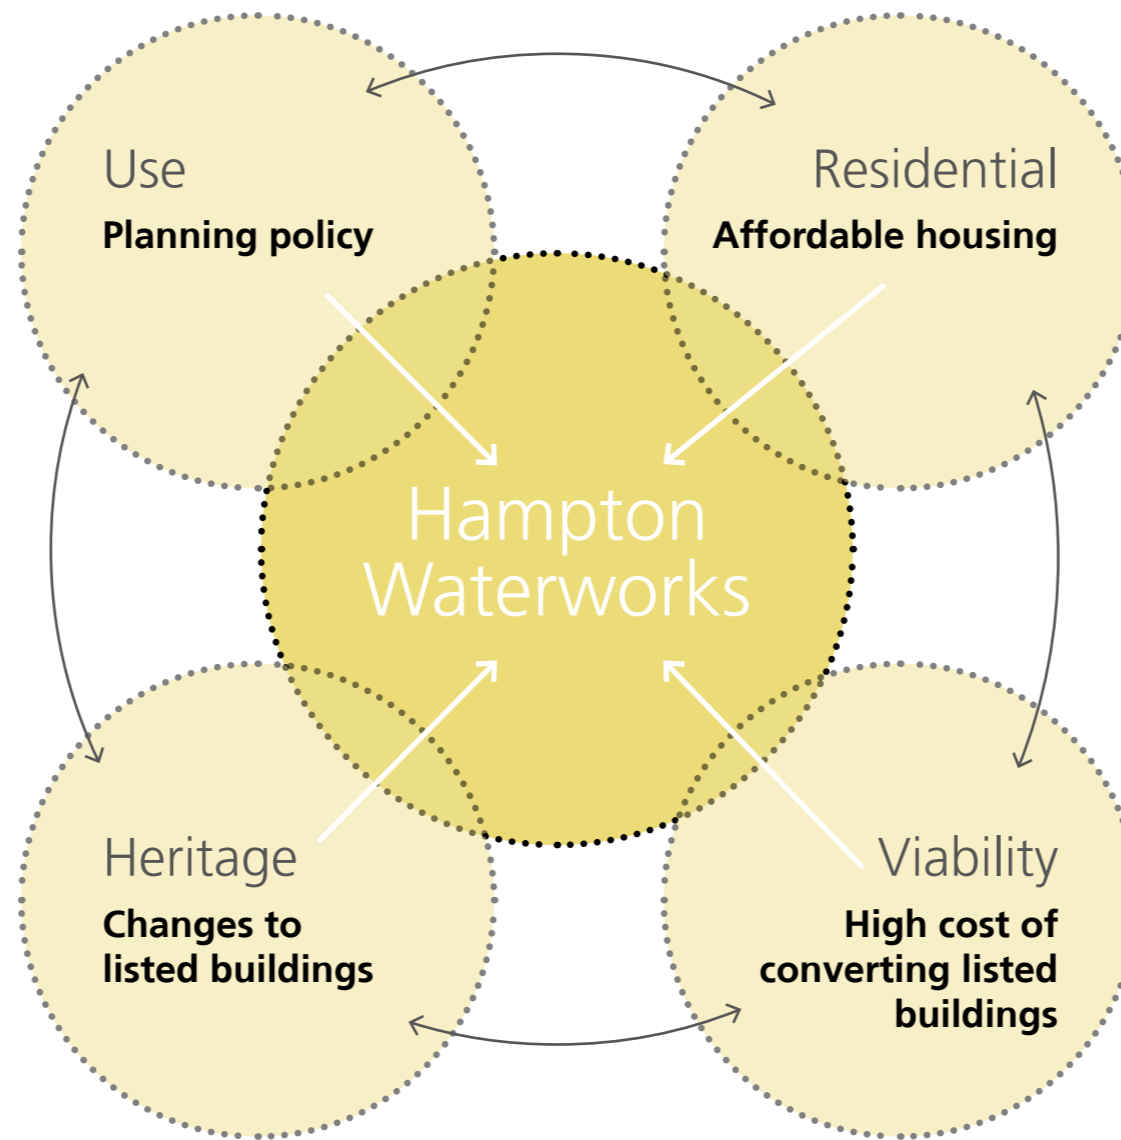 Use
Planning policy
Residential
Affordable housing
Hampton
Waterworks
Heritage
Changes to
listed buildings
Viability
High cost of
converting listed
buildings